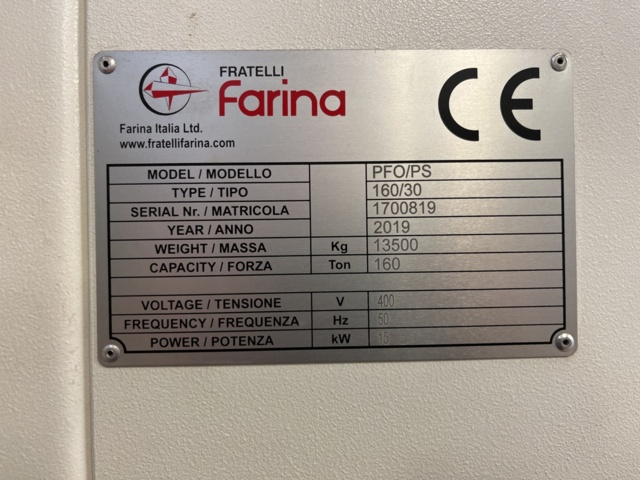 FRATELLI
Farina
CE
Farina Italia Ltd.
www.fratellifarina.com
MODEL / MODELLO PFO/PS
TYPE / TIPO 160/30
SERIAL Nr. / MATRICOLA 1700819
YEAR / ANNO 2019
WEIGHT / MASSA Kg 13500
CAPACITY / FORZA Ton 160
VOLTAGE / TENSIONE V 400
FREQUENCY / FREQUENZA Hz 50
POWER / POTENZA kW 15